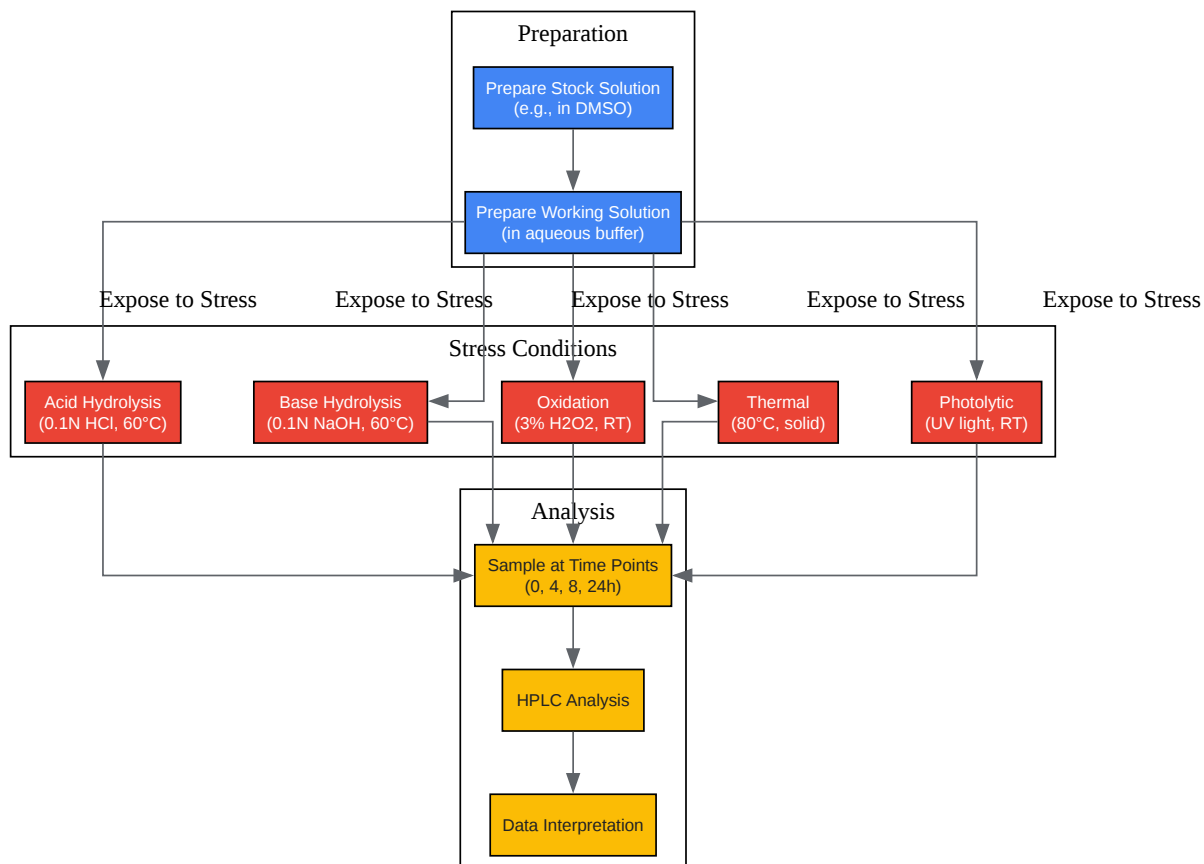 Preparation
Prepare Stock Solution
(e.g., in DMSO)
Prepare Working Solution
(in aqueous buffer)
Expose to Stress
Expose to Stress
Expose to Stress
Expose to Stress
Expose to Stress
Stress Conditions
Acid Hydrolysis
(0.1N HCl, 60°C)
Base Hydrolysis
(0.1N NaOH, 60°C)
Oxidation
(3% H2O2, RT)
Thermal
(80°C, solid)
Photolytic
(UV light, RT)
Analysis
Sample at Time Points
(0, 4, 8, 24h)
HPLC Analysis
Data Interpretation